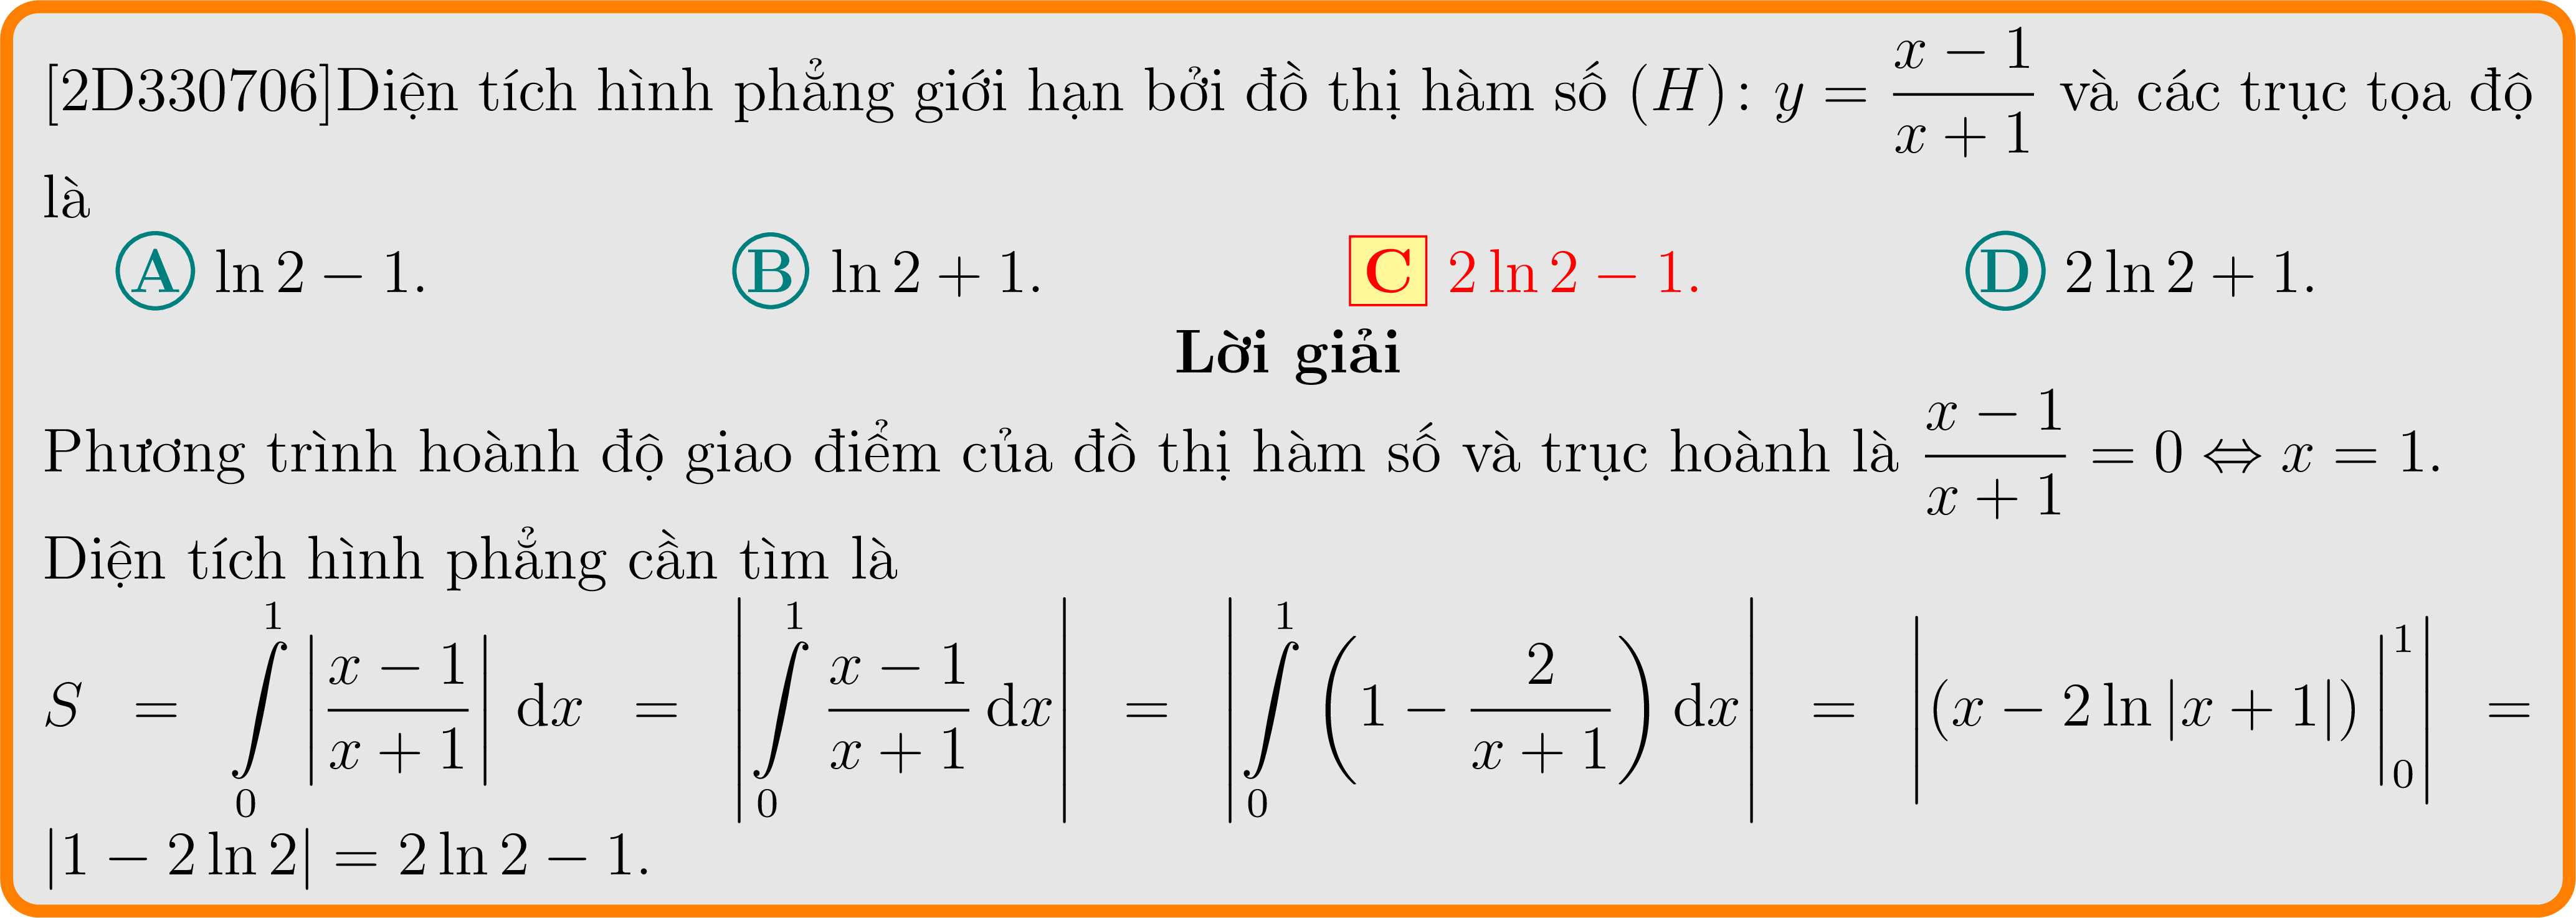 [2D330706]Diện tích hình phẳng giới hạn bởi đồ thị hàm số $(H)\colon y = \dfrac{x-1}{x+1}$ và các trục tọa độ
là
Ⓐ $\ln 2 - 1$. Ⓑ $\ln 2 + 1$. C $2\ln 2 - 1$. Ⓓ $2\ln 2 + 1$.
Lời giải
Phương trình hoành độ giao điểm của đồ thị hàm số và trục hoành là $\dfrac{x-1}{x+1} = 0 \Leftrightarrow x = 1$.
Diện tích hình phẳng cần tìm là
$S = \int\limits_0^1 \left|\dfrac{x-1}{x+1}\right| \mathrm{d}x = \left|\int\limits_0^1 \dfrac{x-1}{x+1}\,\mathrm{d}x\right| = \left|\int\limits_0^1 \left(1 - \dfrac{2}{x+1}\right) \mathrm{d}x\right| = \left|(x - 2\ln|x+1|)\Big|_0^1\right| =$
$|1 - 2\ln 2| = 2\ln 2 - 1$.